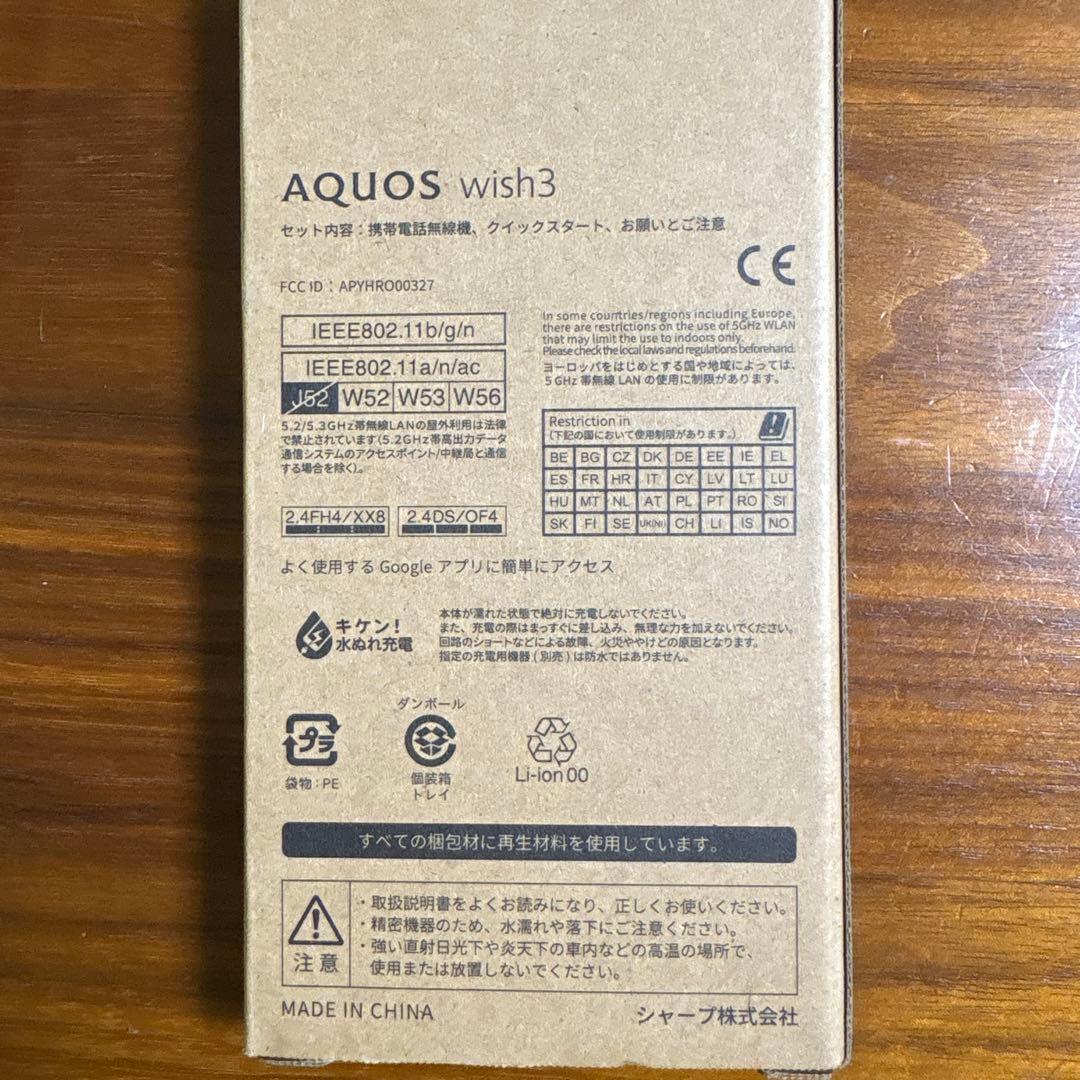 AQUOS wish3
セット内容：携帯電話無線機、クイックスタート、お願いとご注意
CE
FCC ID：APYHRO00327
IEEE802.11b/g/n
IEEE802.11a/n/ac
J52 W52 W53 W56
5.2/5.3GHz帯無線LANの屋外利用は法律
で禁止されています(5.2GHz帯高出力データ
通信システムのアクセスポイント/中継局と通信
する場合を除く)。
2.4FH4/XX8 2.4DS/OF4
In some countries/regions including Europe,
there are restrictions on the use of 5GHz WLAN
that may limit the use to indoors only.
Please check the local laws and regulations beforehand.
ヨーロッパをはじめとする国や地域によっては、
5GHz 帯無線 LAN の使用に制限があります。
Restriction in
(下記の国において使用制限があります。)
BE BG CZ DK DE EE IE EL
ES FR HR IT CY LV LT LU
HU MT NL AT PL PT RO SI
SK FI SE UK(NI) CH LI IS NO
よく使用する Google アプリに簡単にアクセス
キケン！
水ぬれ充電
本体が濡れた状態で絶対に充電しないでください。
また、充電の際はまっすぐに差し込み、無理な力を加えないでください。
回路のショートなどによる故障、火災ややけどの原因となります。
指定の充電用機器(別売)は防水ではありません。
プラ
袋物：PE
ダンボール
個装箱
トレイ
Li-ion 00
すべての梱包材に再生材料を使用しています。
注意
・取扱説明書をよくお読みになり、正しくお使いください。
・精密機器のため、水濡れや落下にご注意ください。
・強い直射日光下や炎天下の車内などの高温の場所で、
使用または放置しないでください。
MADE IN CHINA
シャープ株式会社